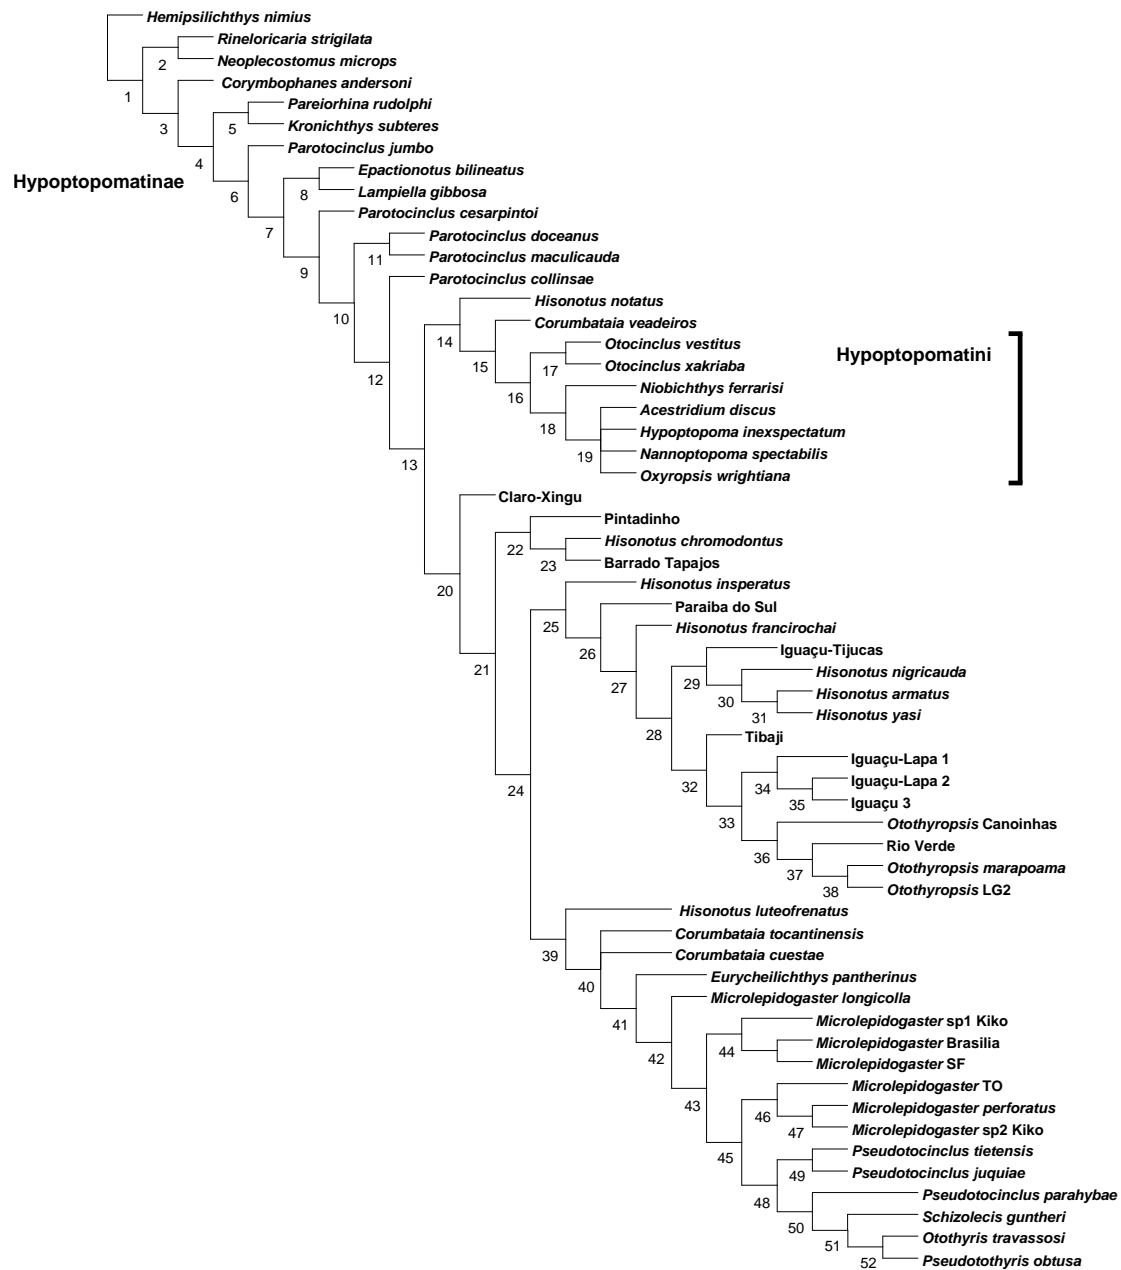 Hemipsilichthys nimius
Rineloricaria strigilata
2
Neoplecostomus microps
Corymbophanes andersoni
1
Pareiorhina rudolphi
3
5
Kronichthys subteres
Parotocinclus jumbo
4
Epactionotus bilineatus
Hypoptopomatinae
6
8
Lampiella gibbosa
Parotocinclus cesarpintoi
7
Parotocinclus doceanus
11
Parotocinclus maculicauda
9
Parotocinclus collinsae
Hisonotus notatus
10
Corumbataia veadeiros
14
Otocinclus vestitus
Hypoptopomatini
15
17
Otocinclus xakriaba
12
Niobichthys ferrarisi
16
Acestridium discus
18
Hypoptopoma inexspectatum
Nannoptopoma spectabilis
19
13
Oxyropsis wrightiana
Claro-Xingu
Pintadinho
Hisonotus chromodontus
22
Barrado Tapajos
23
Hisonotus insperatus
20
Paraiba do Sul
25
Hisonotus francirochai
26
Iguaçu-Tijucas
21
29
Hisonotus nigricauda
27
Hisonotus armatus
30
Hisonotus yasi
31
28
Tibaji
Iguaçu-Lapa 1
Iguaçu-Lapa 2
24
32
34
Iguaçu 3
35
Otothyropsis Canoinhas
33
Rio Verde
36
Otothyropsis marapoama
37
Otothyropsis LG2
38
Hisonotus luteofrenatus
Corumbataia tocantinensis
Corumbataia cuestae
39
Eurycheilichthys pantherinus
40
Microlepidogaster longicolla
Microlepidogaster sp1 Kiko
41
Microlepidogaster Brasilia
44
42
Microlepidogaster SF
Microlepidogaster TO
43
Microlepidogaster perforatus
46
Microlepidogaster sp2 Kiko
47
Pseudotocinclus tietensis
45
Pseudotocinclus juquiae
49
Pseudotocinclus parahybae
48
Schizolecis guntheri
50
Otothyris travassosi
51
Pseudotothyris obtusa
52